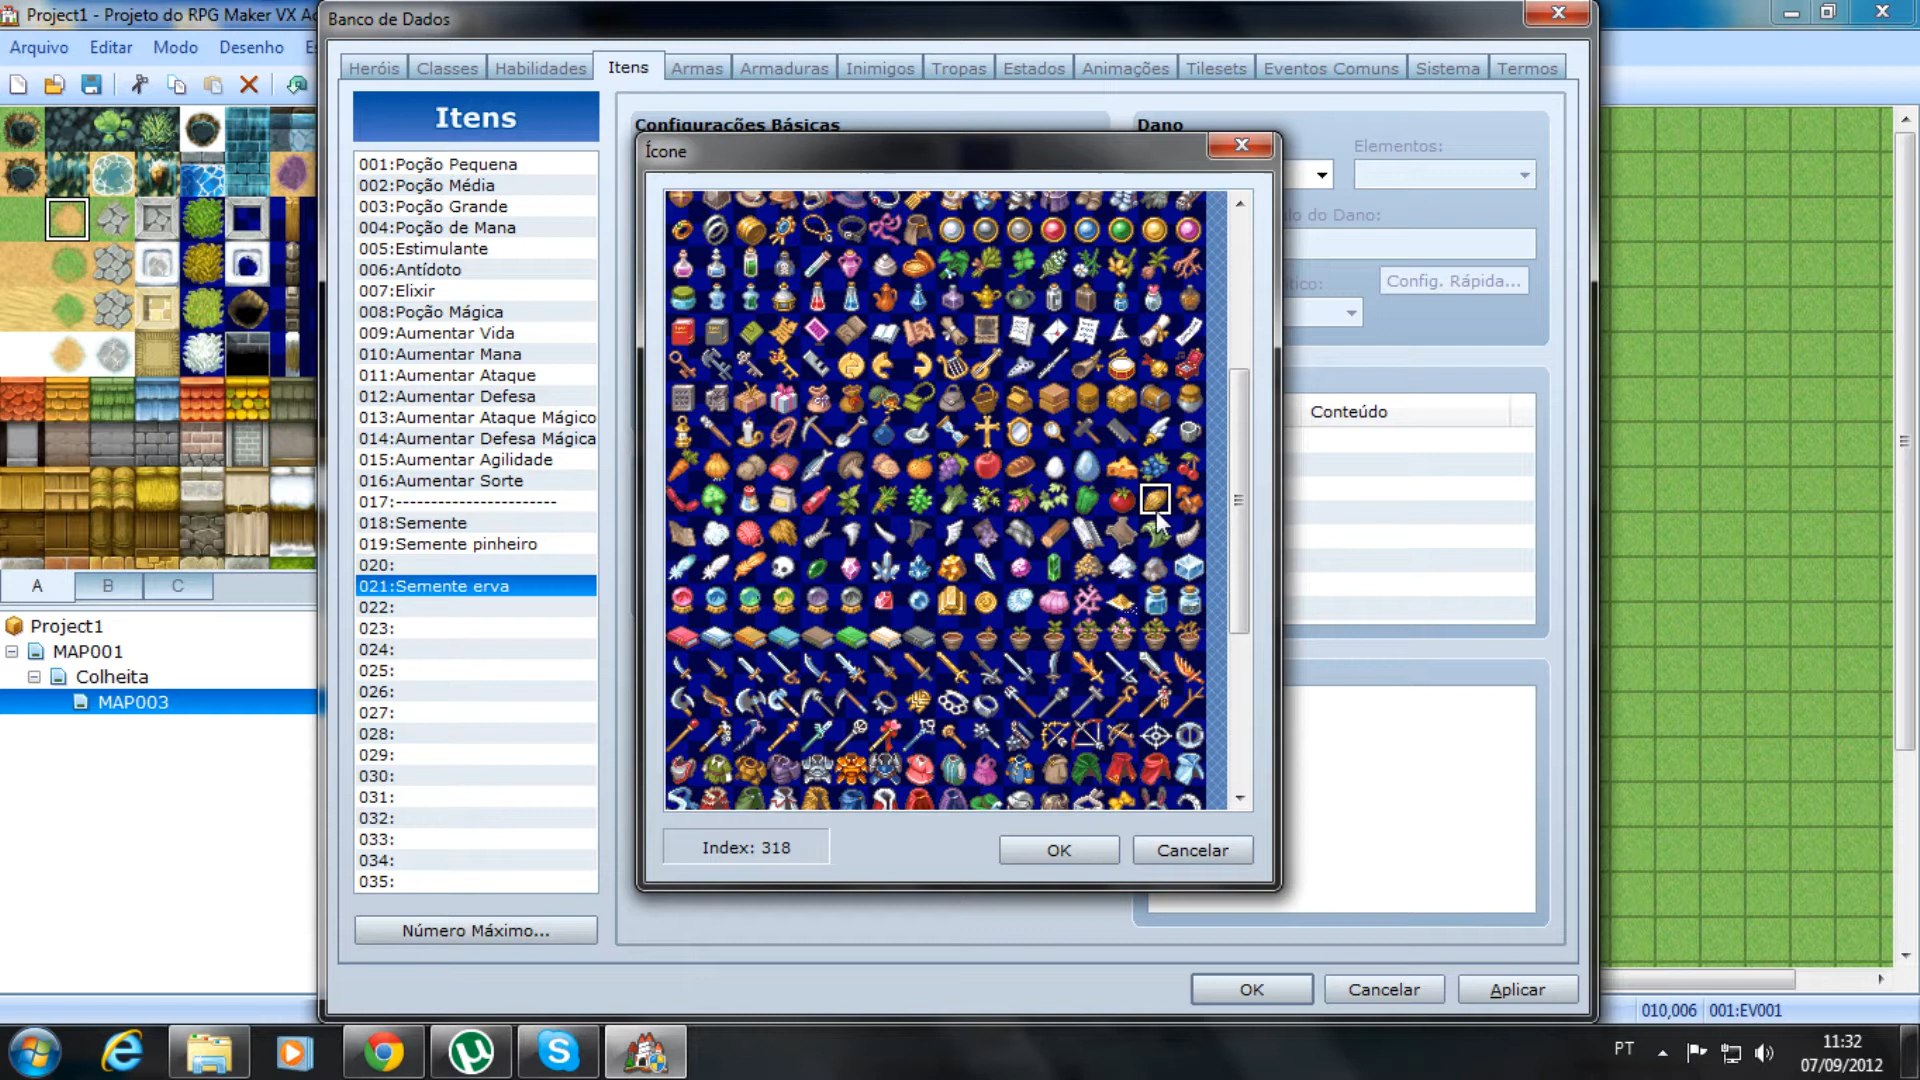 Project1 - Projeto do RPG Maker VX Ac
Banco de Dados
Arquivo Editar Modo Desenho
Heróis Classes Habilidades Itens Armas Armaduras Inimigos Tropas Estados Animações Tilesets Eventos Comuns Sistema Termos
Itens
001:Poção Pequena
002:Poção Média
003:Poção Grande
004:Poção de Mana
005:Estimulante
006:Antídoto
007:Elixir
008:Poção Mágica
009:Aumentar Vida
010:Aumentar Mana
011:Aumentar Ataque
012:Aumentar Defesa
013:Aumentar Ataque Mágico
014:Aumentar Defesa Mágica
015:Aumentar Agilidade
016:Aumentar Sorte
017:-----------------------
018:Semente
019:Semente pinheiro
020:
021:Semente erva
022:
023:
024:
025:
026:
027:
028:
029:
030:
031:
032:
033:
034:
035:
Número Máximo...
Configurações Básicas
Dano
Elementos:
lo do Dano:
Config. Rápida...
ítico:
Conteúdo
Ícone
Index: 318
OK Cancelar
OK Cancelar Aplicar
A B C
Project1
MAP001
Colheita
MAP003
010,006 001:EV001
PT
11:32
07/09/2012